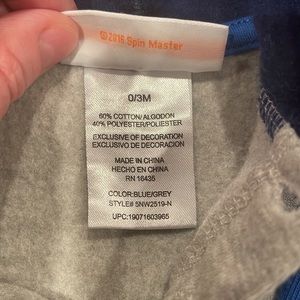 ©2016 Spin Master
0/3M
60% COTTON/ALGODON
40% POLYESTER/POLIESTER
EXCLUSIVE OF DECORATION
EXCLUSIVO DE DECORACION
MADE IN CHINA
HECHO EN CHINA
RN 16435
COLOR:BLUE/GREY
STYLE# 5NW2519-N
UPC:19071603965